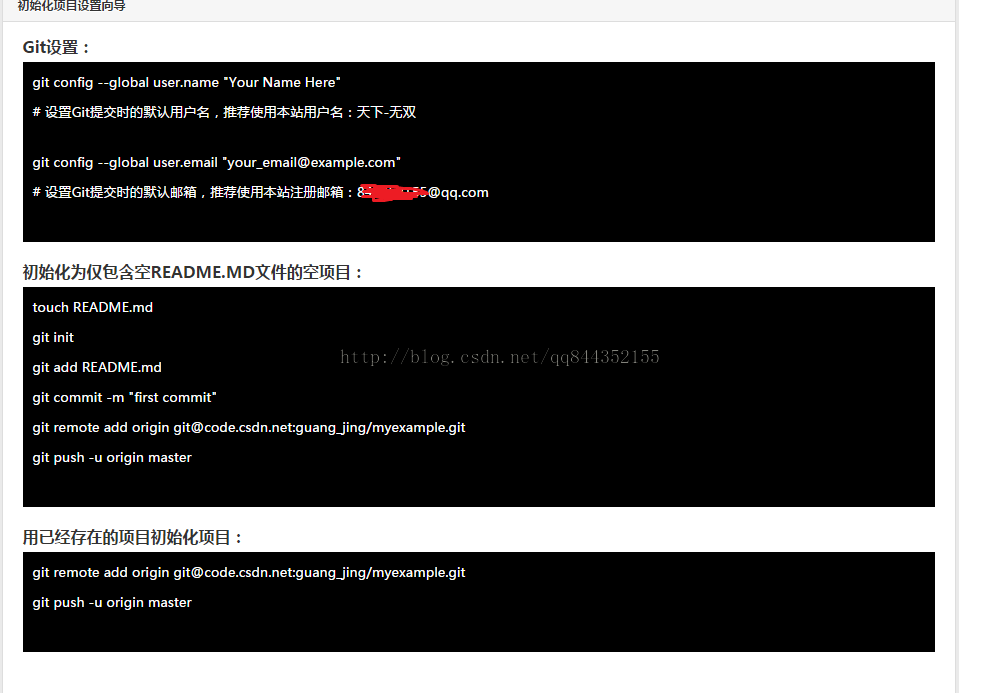 初始化项目设置向导
Git设置：
git config --global user.name "Your Name Here"
# 设置Git提交时的默认用户名，推荐使用本站用户名：天下-无双
git config --global user.email "your_email@example.com"
# 设置Git提交时的默认邮箱，推荐使用本站注册邮箱：@qq.com
初始化为仅包含空README.MD文件的空项目：
touch README.md
git init
http://blog.csdn.net/qq844352155
git add README.md
git commit -m "first commit"
git remote add origin git@code.csdn.net:guang_jing/myexample.git
git push -u origin master
用已经存在的项目初始化项目：
git remote add origin git@code.csdn.net:guang_jing/myexample.git
git push -u origin master